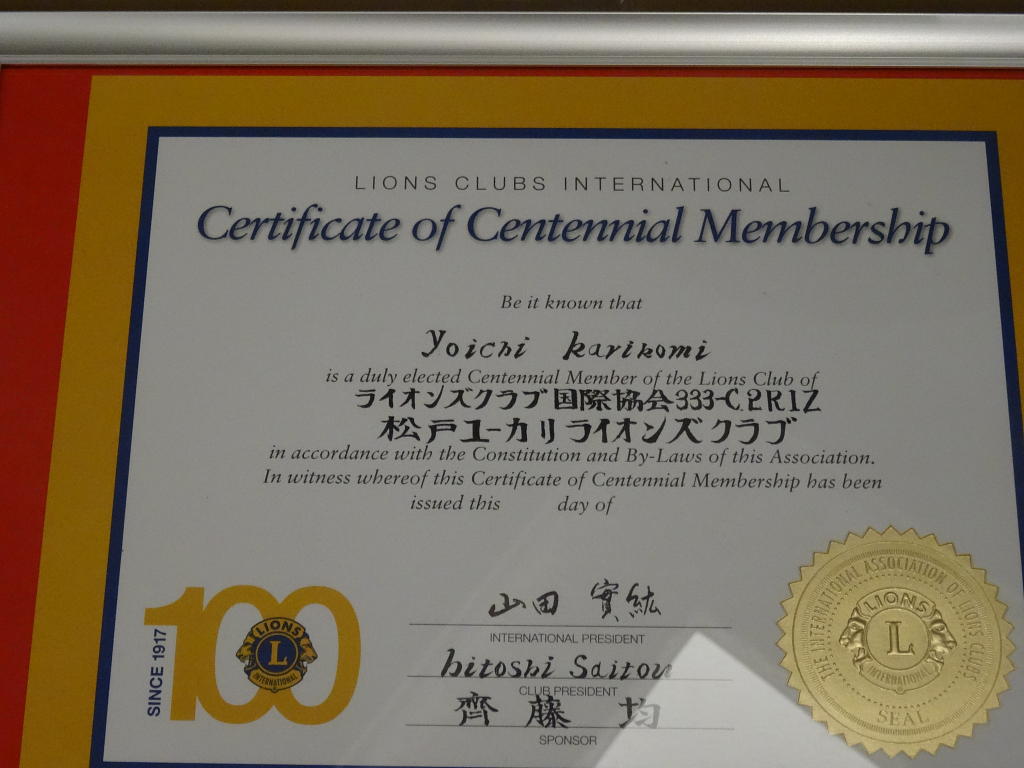 LIONS CLUBS INTERNATIONAL
Certificate of Centennial Membership
Be it known that
Yoichi Karikomi
is a duly elected Centennial Member of the Lions Club of
ライオンズクラブ国際協会333-C.2R1Z
松戸ユーカリライオンズクラブ
in accordance with the Constitution and By-Laws of this Association.
In witness whereof this Certificate of Centennial Membership has been
issued this day of
山田 實紘
INTERNATIONAL PRESIDENT
hitoshi Saitou
CLUB PRESIDENT
齊藤 均
SPONSOR
SINCE 1917
100
LIONS
L
INTERNATIONAL
THE INTERNATIONAL ASSOCIATION OF LIONS CLUBS
LIONS
L
INTERNATIONAL
SEAL